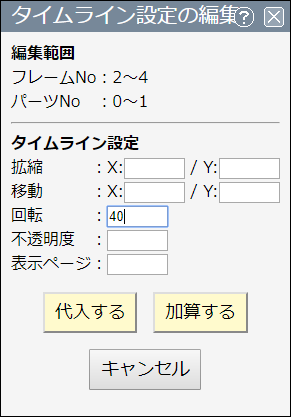 タイムライン設定の編集 ?
編集範囲
フレームNo:2～4
パーツNo :0～1
タイムライン設定
拡縮 :X: / Y:
移動 :X: / Y:
回転 :40
不透明度 :
表示ページ:
代入する 加算する
キャンセル